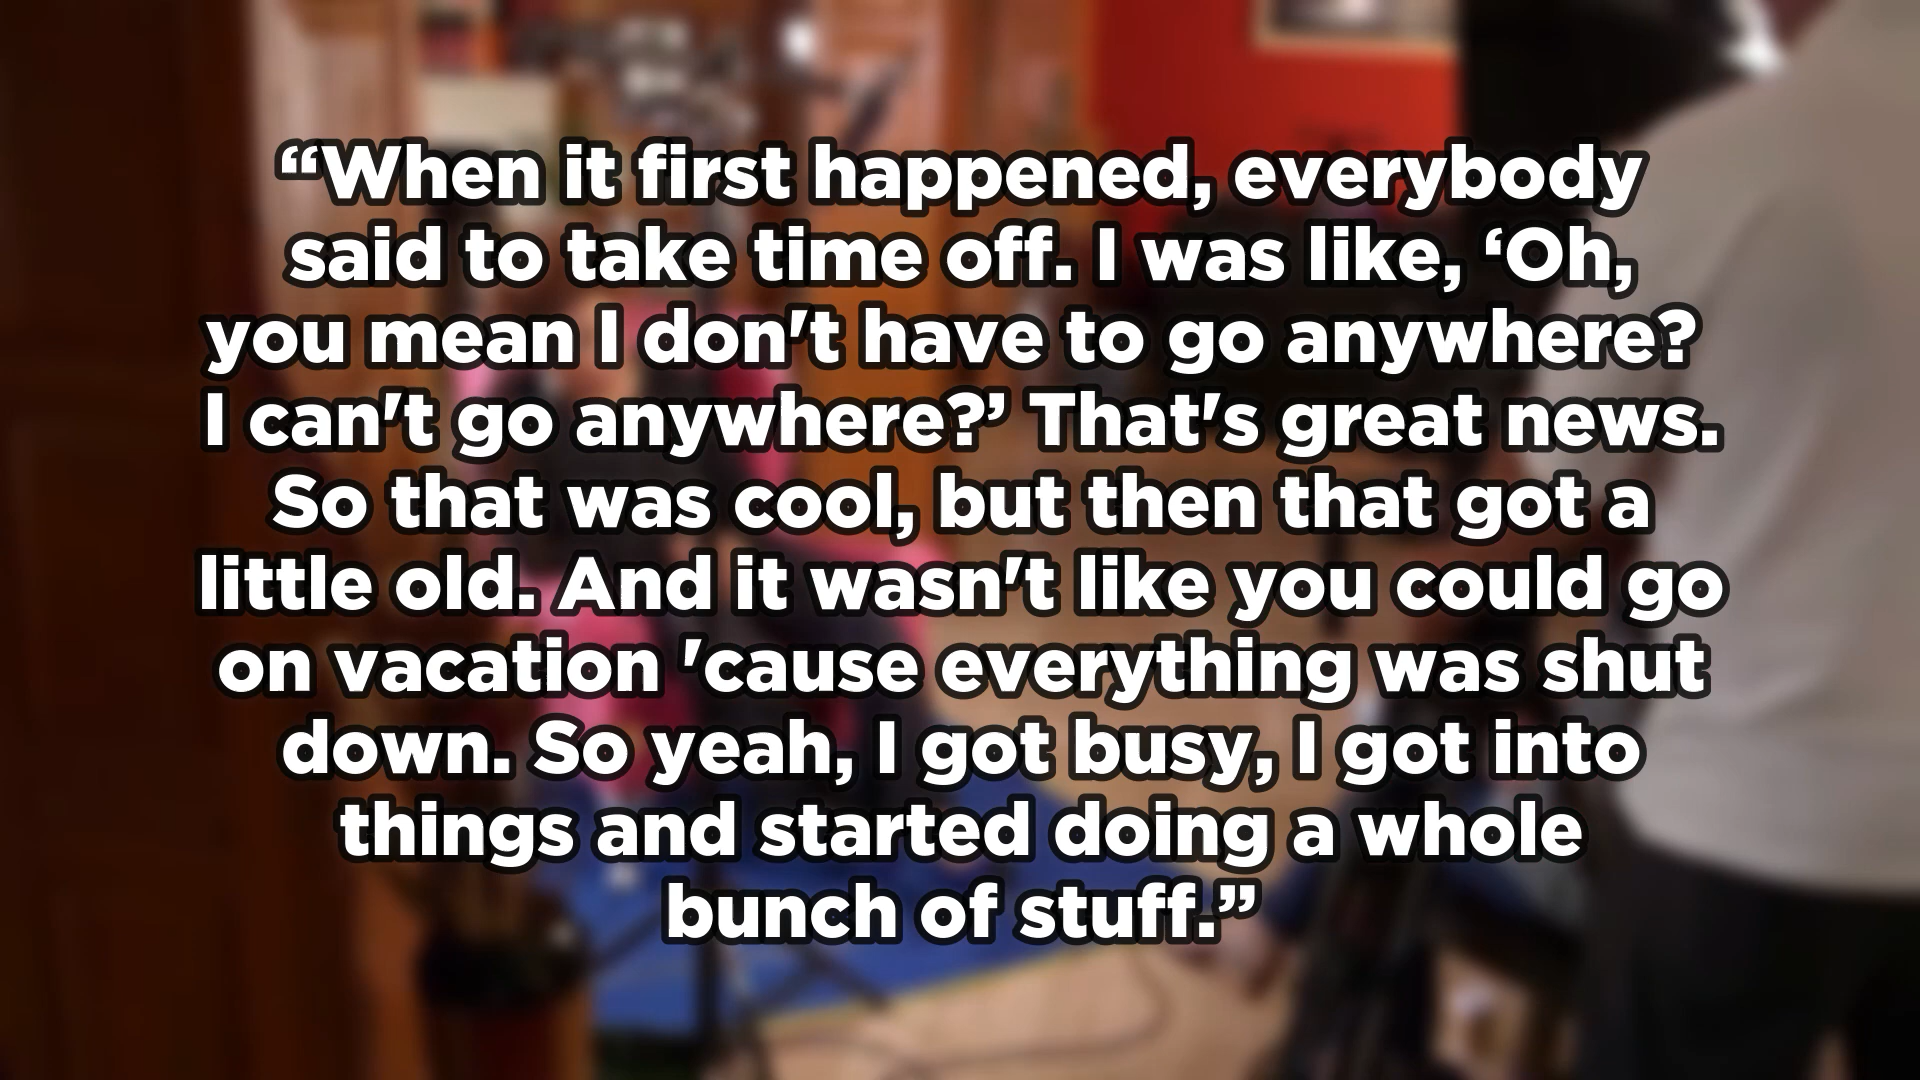 “When it first happened, everybody
said to take time off. I was like, ‘Oh,
you mean I don't have to go anywhere?
I can't go anywhere?’ That's great news.
So that was cool, but then that got a
little old. And it wasn't like you could go
on vacation 'cause everything was shut
down. So yeah, I got busy, I got into
things and started doing a whole
bunch of stuff.”